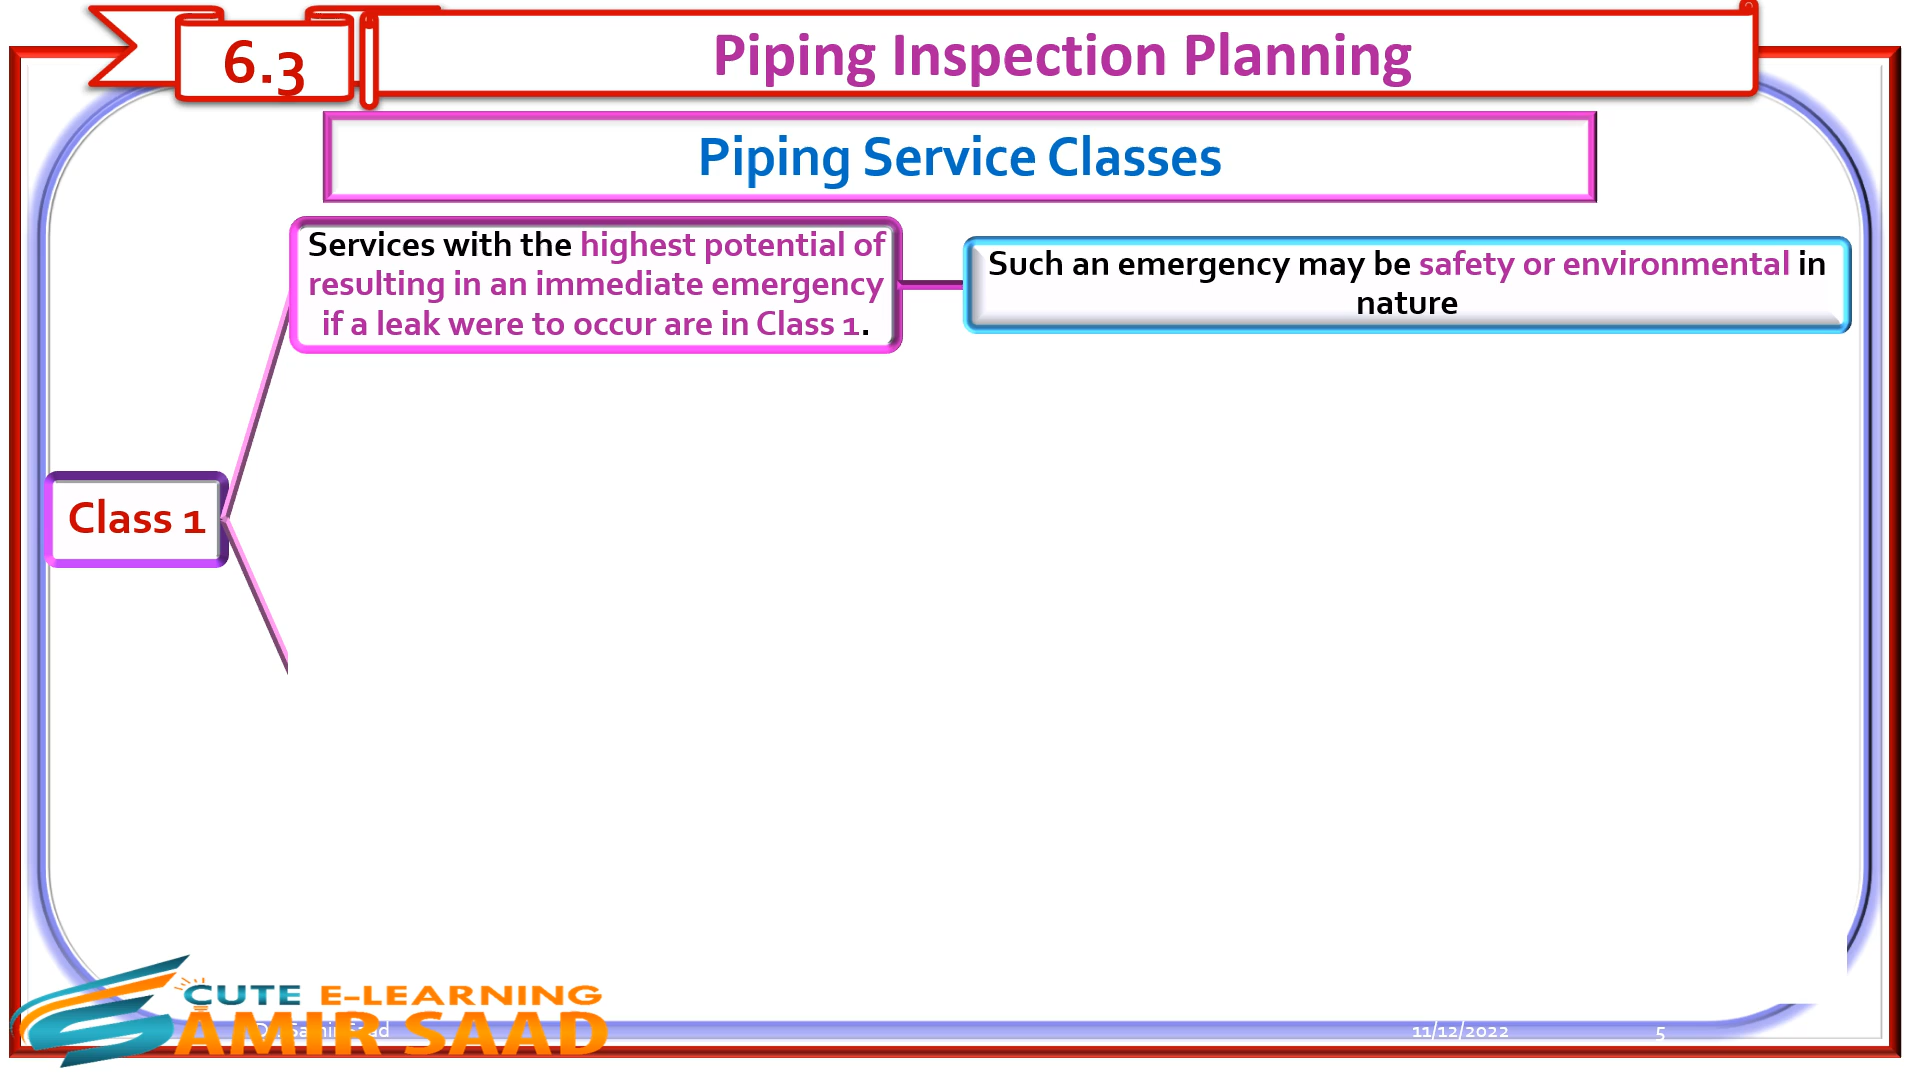 6.3
Piping Inspection Planning
Piping Service Classes
Services with the highest potential of
resulting in an immediate emergency
if a leak were to occur are in Class 1.
Such an emergency may be safety or environmental in
nature
Class 1
CUTE E-LEARNING
SAMIR SAAD
11/12/2022
5